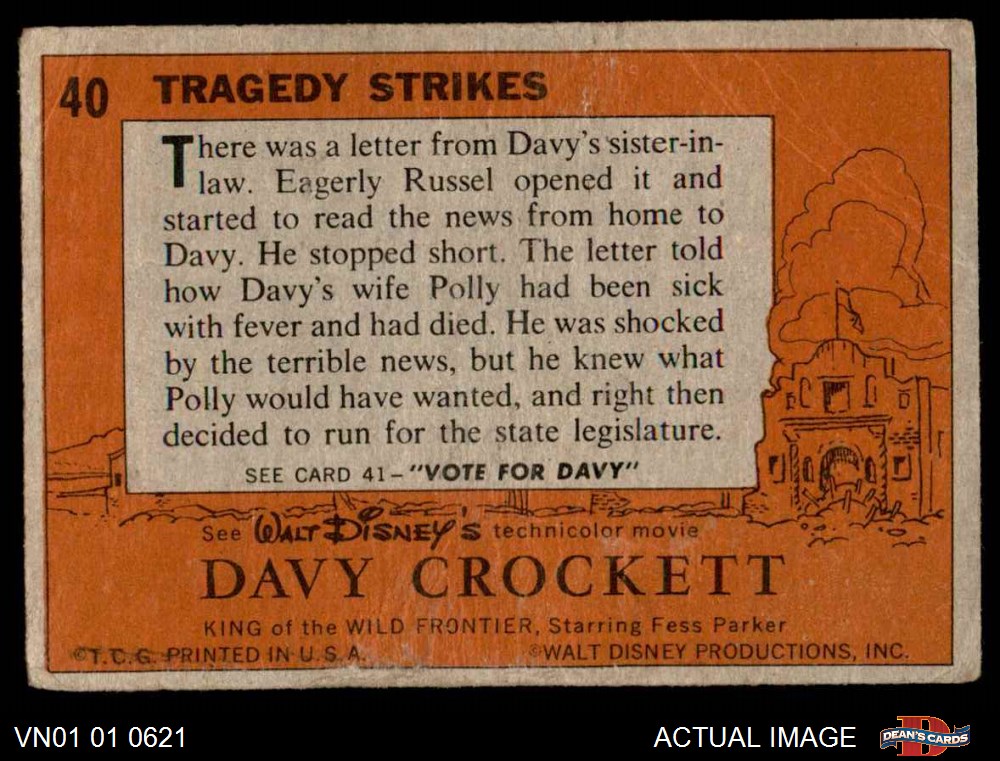 40 TRAGEDY STRIKES
There was a letter from Davy's sister-in-
law. Eagerly Russel opened it and
started to read the news from home to
Davy. He stopped short. The letter told
how Davy's wife Polly had been sick
with fever and had died. He was shocked
by the terrible news, but he knew what
Polly would have wanted, and right then
decided to run for the state legislature.
SEE CARD 41–"VOTE FOR DAVY"
See WALT DISNEY'S technicolor movie
DAVY CROCKETT
KING of the WILD FRONTIER, Starring Fess Parker
©T.C.G. PRINTED IN U.S.A. ©WALT DISNEY PRODUCTIONS, INC.
VN01 01 0621 ACTUAL IMAGE D DEAN'S CARDS